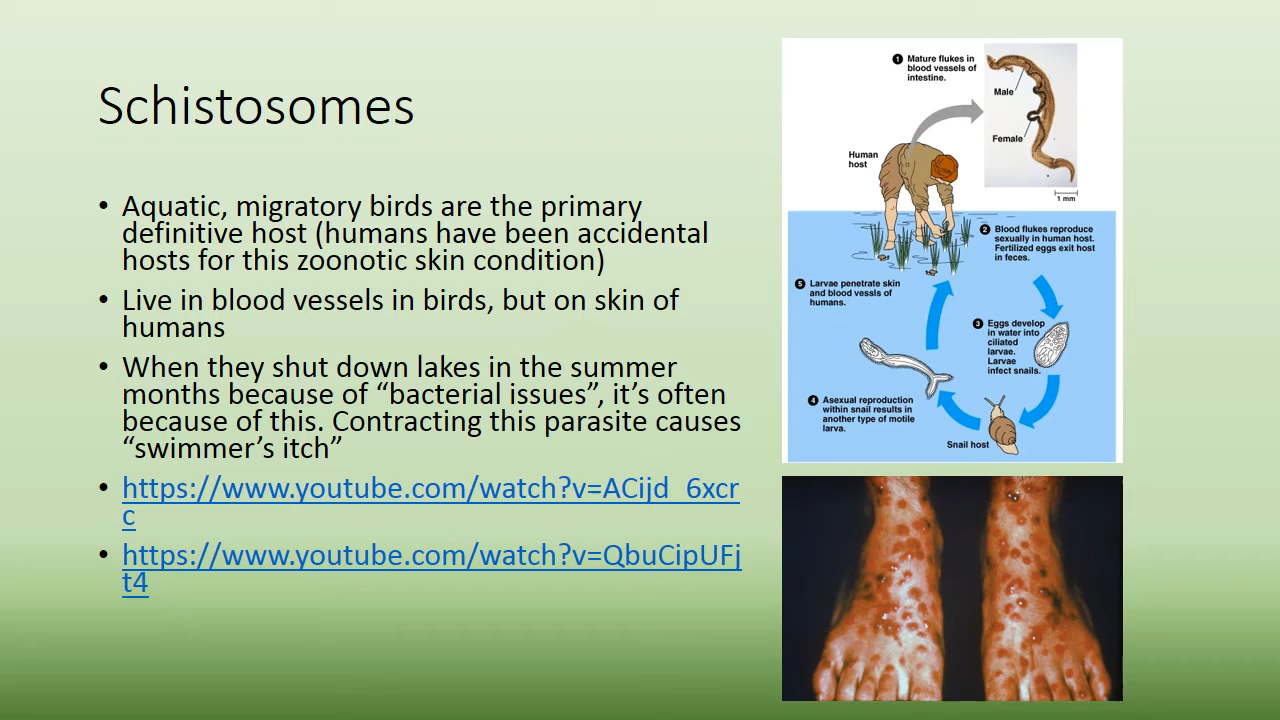 Schistosomes
• Aquatic, migratory birds are the primary
definitive host (humans have been accidental
hosts for this zoonotic skin condition)
• Live in blood vessels in birds, but on skin of
humans
• When they shut down lakes in the summer
months because of “bacterial issues”, it’s often
because of this. Contracting this parasite causes
“swimmer’s itch”
• https://www.youtube.com/watch?v=ACijd_6xcr
c
• https://www.youtube.com/watch?v=QbuCipUFj
t4
1 Mature flukes in
blood vessels of
intestine.
Male
Female
1 mm
Human
host
2 Blood flukes reproduce
sexually in human host.
Fertilized eggs exit host
in feces.
3 Eggs develop
in water into
ciliated
larvae.
Larvae
infect snails.
Snail host
4 Asexual reproduction
within snail results in
another type of motile
larva.
5 Larvae penetrate skin
and blood vessls of
humans.